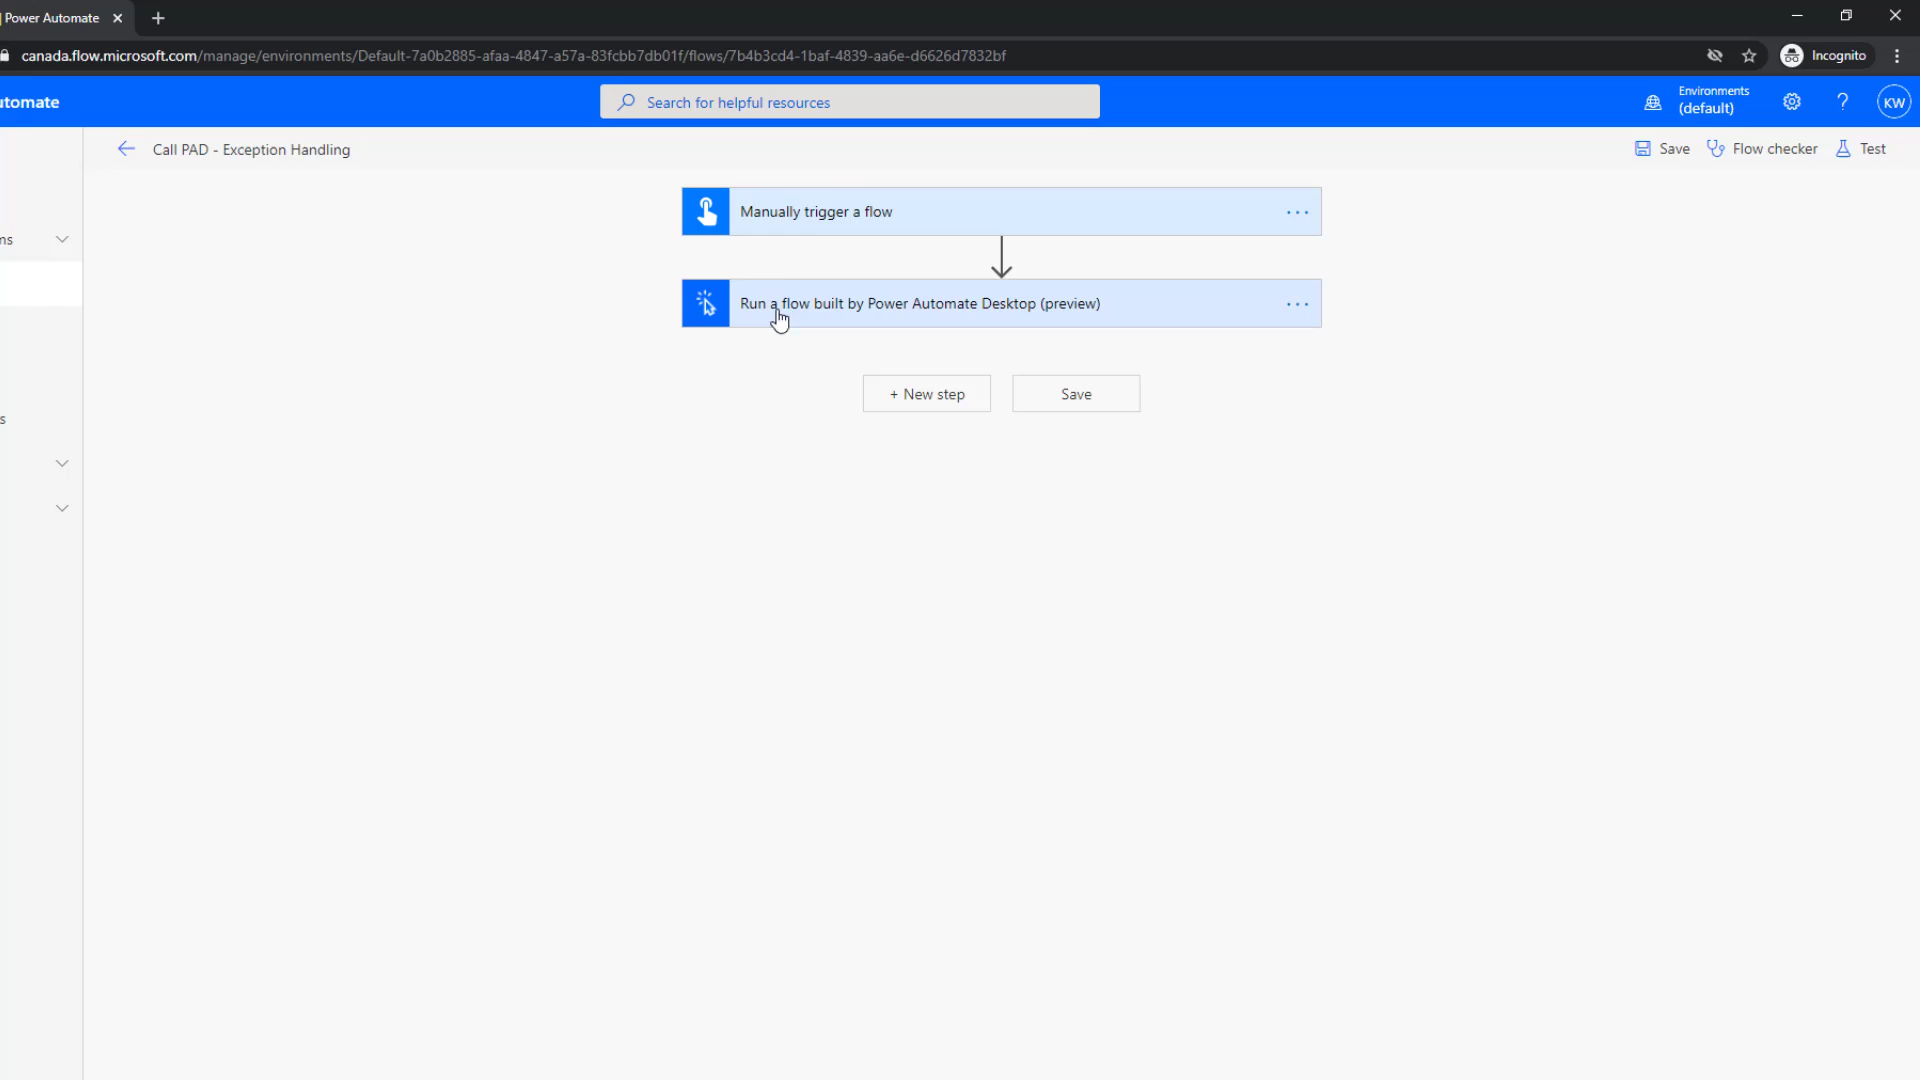 Power Automate
canada.flow.microsoft.com/manage/environments/Default-7a0b2885-afaa-4847-a57a-83fcbb7db01f/flows/7b4b3cd4-1baf-4839-aa6e-d6626d7832bf
Incognito
utomate
Search for helpful resources
Environments
(default)
KW
Call PAD - Exception Handling
Save
Flow checker
Test
Manually trigger a flow
ns
Run a flow built by Power Automate Desktop (preview)
+ New step
Save
s